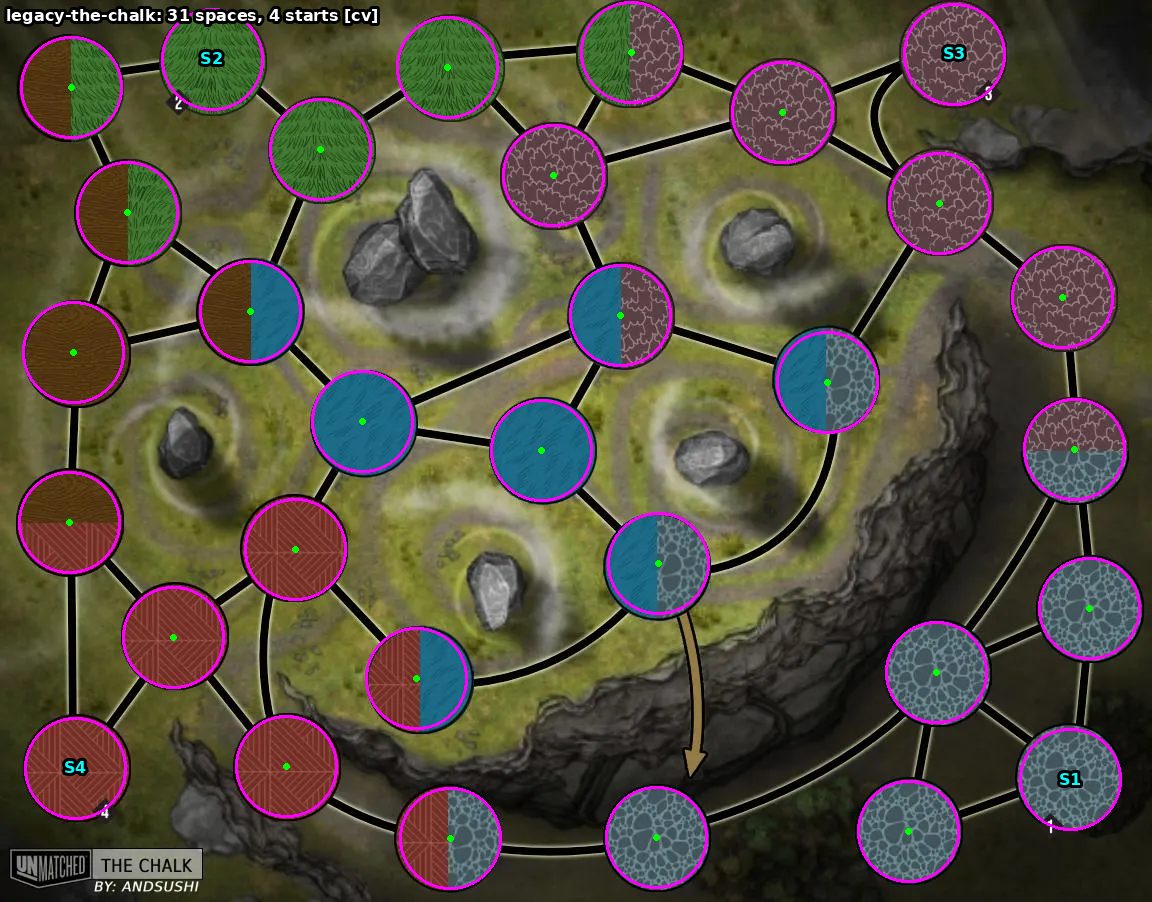 legacy-the-chalk: 31 spaces, 4 starts [cv]
S2
S3
2
3
S4
4
S1
1
UNMATCHED THE CHALK
BY: ANDSUSHI